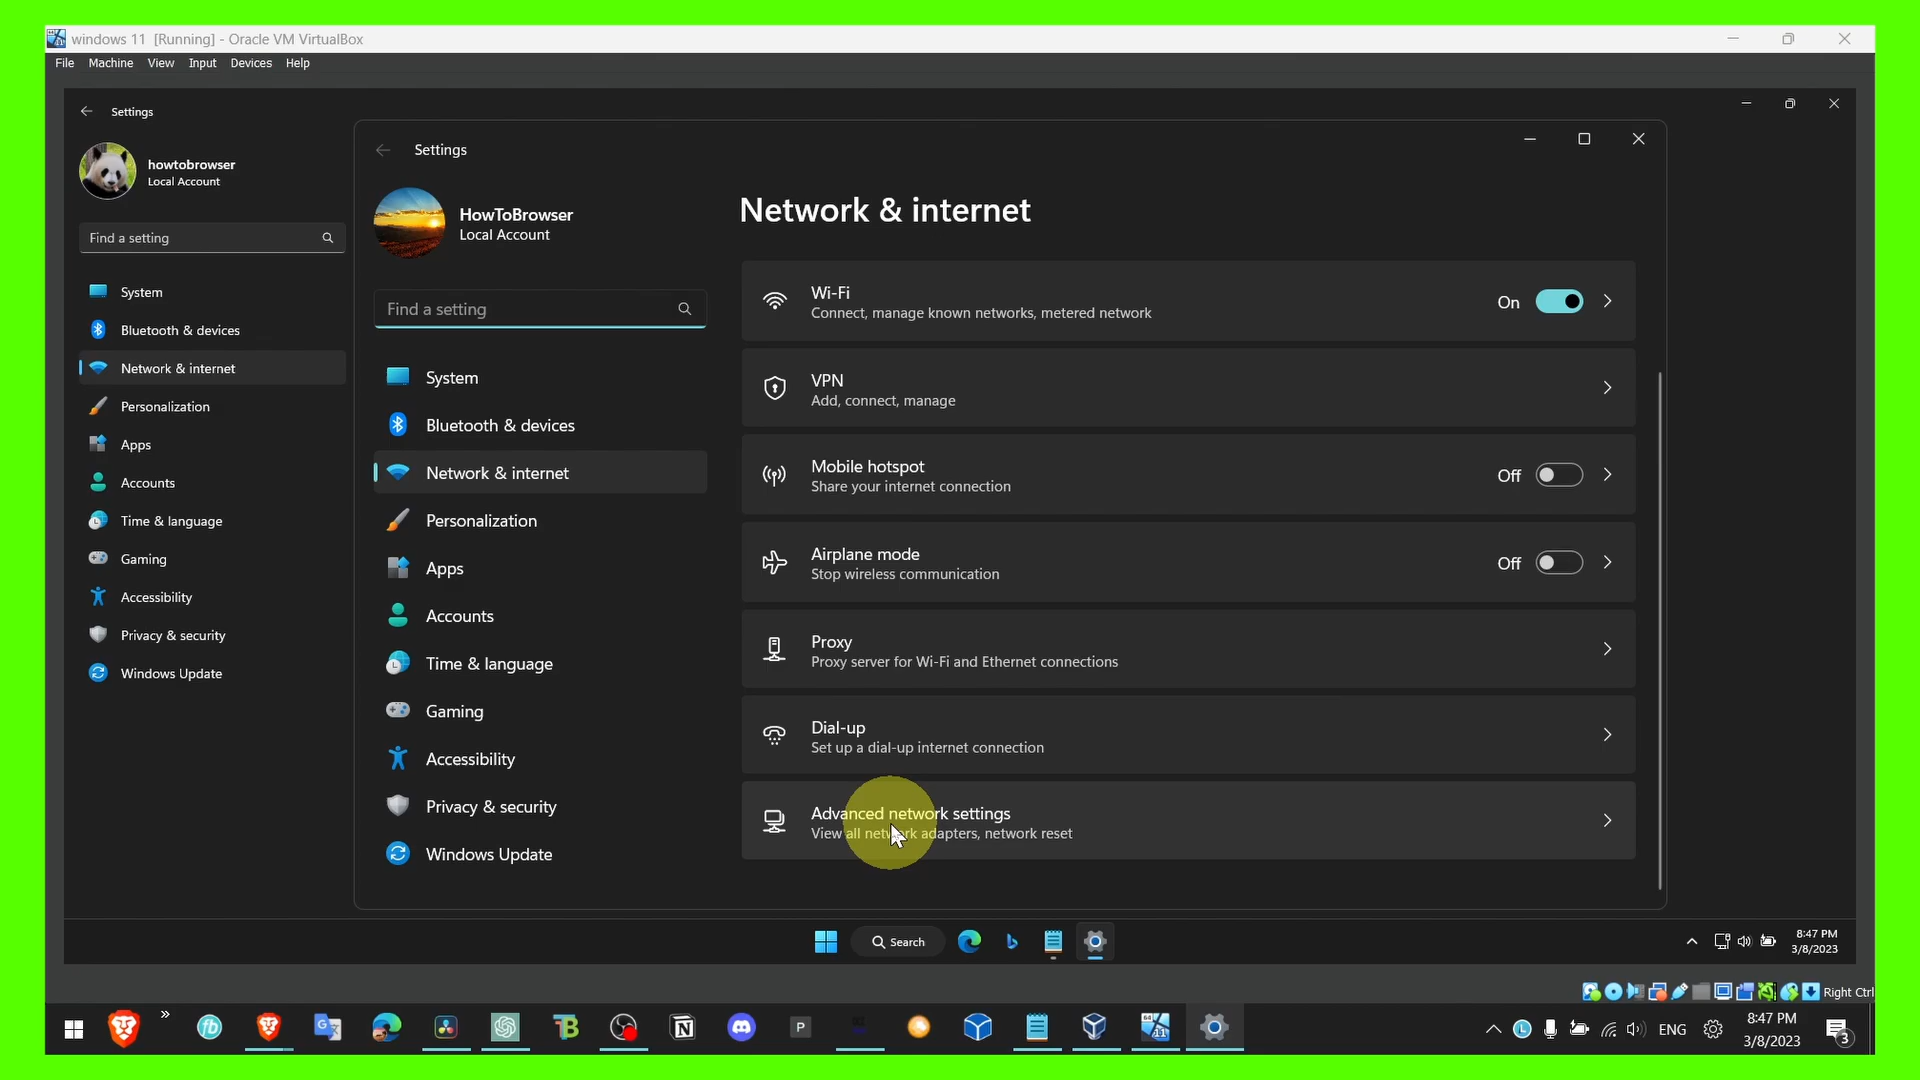 windows 11 [Running] - Oracle VM VirtualBox
File Machine View Input Devices Help
Settings
howtobrowser
Local Account
Find a setting
System
Bluetooth & devices
Network & internet
Personalization
Apps
Accounts
Time & language
Gaming
Accessibility
Privacy & security
Windows Update
Settings
HowToBrowser
Local Account
Find a setting
System
Bluetooth & devices
Network & internet
Personalization
Apps
Accounts
Time & language
Gaming
Accessibility
Privacy & security
Windows Update
Network & internet
Wi-Fi
Connect, manage known networks, metered network
On
VPN
Add, connect, manage
Mobile hotspot
Share your internet connection
Off
Airplane mode
Stop wireless communication
Off
Proxy
Proxy server for Wi-Fi and Ethernet connections
Dial-up
Set up a dial-up internet connection
Advanced network settings
View all network adapters, network reset
Search
8:47 PM
3/8/2023
Right Ctrl
ENG
8:47 PM
3/8/2023
3